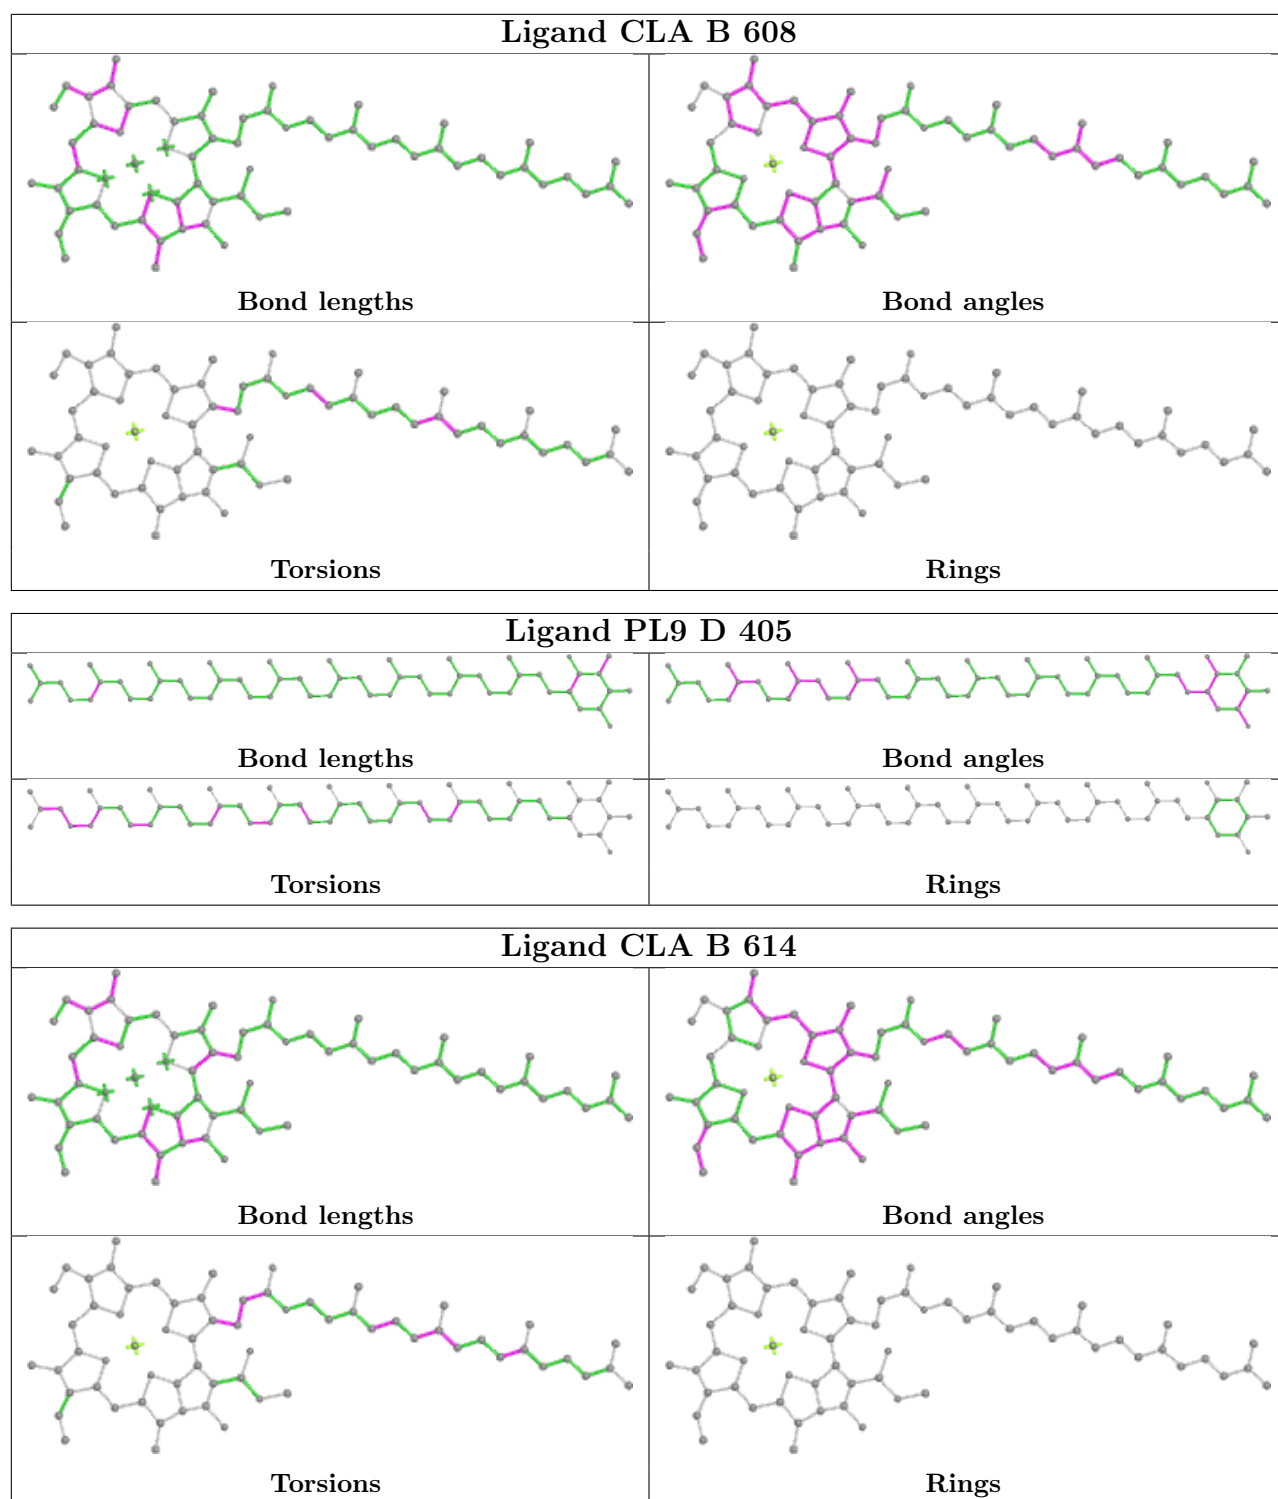 Ligand CLA B 608
Bond lengths
Bond angles
Torsions
Rings
Ligand PL9 D 405
Bond lengths
Bond angles
Torsions
Rings
Ligand CLA B 614
Bond lengths
Bond angles
Torsions
Rings